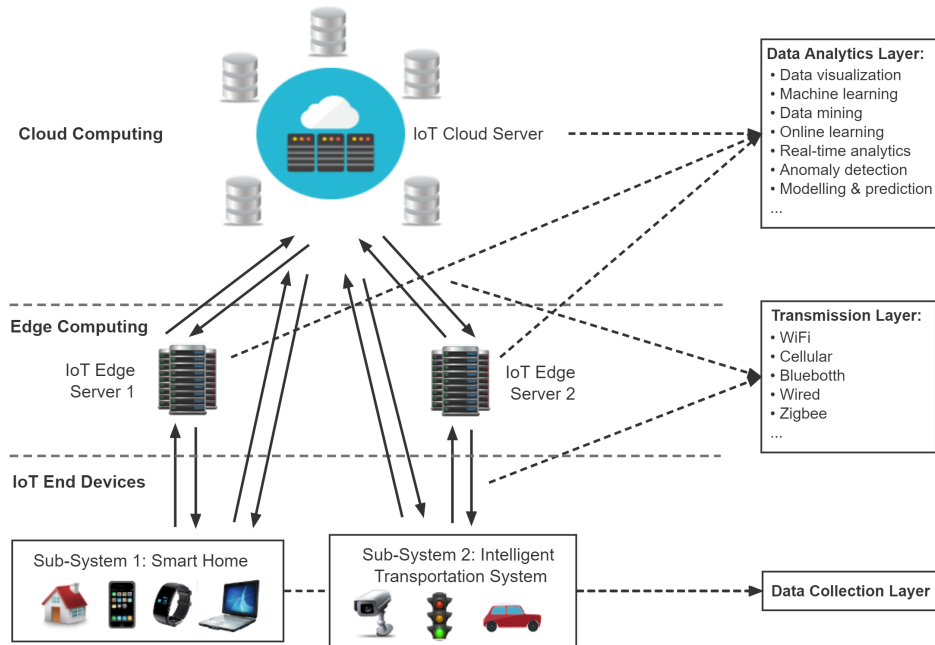 Cloud Computing
IoT Cloud Server
Data Analytics Layer:
• Data visualization
• Machine learning
• Data mining
• Online learning
• Real-time analytics
• Anomaly detection
• Modelling & prediction
...
Edge Computing
IoT Edge
Server 1
IoT Edge
Server 2
Transmission Layer:
• WiFi
• Cellular
• Bluebotth
• Wired
• Zigbee
...
IoT End Devices
Sub-System 1: Smart Home
Sub-System 2: Intelligent
Transportation System
Data Collection Layer